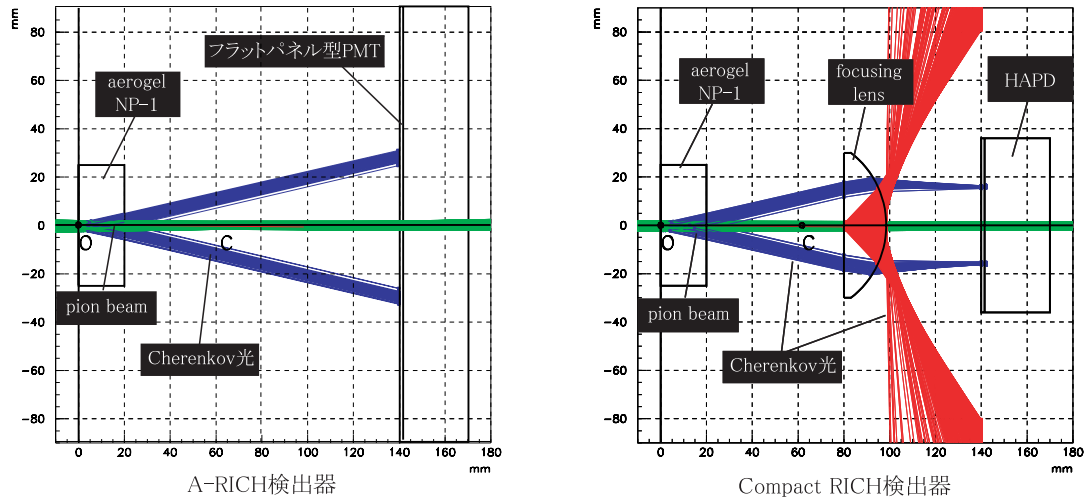 mm
80
60
40
20
0
-20
-40
-60
-80
フラットパネル型PMT
aerogel
NP-1
O
C
pion beam
Cherenkov光
0 20 40 60 80 100 120 140 160 180
mm
A-RICH検出器
mm
80
60
40
20
0
-20
-40
-60
-80
aerogel
NP-1
focusing
lens
HAPD
O
C
pion beam
Cherenkov光
0 20 40 60 80 100 120 140 160 180
mm
Compact RICH検出器